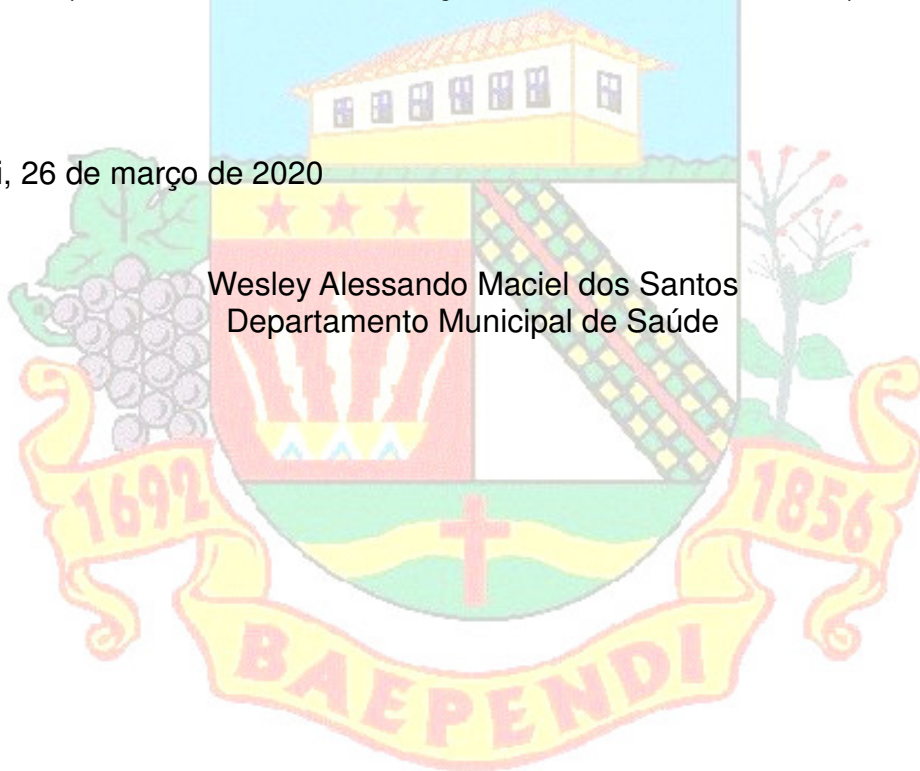 i, 26 de março de 2020
Wesley Alessando Maciel dos Santos
Departamento Municipal de Saúde
1692
1856
BAEPENDI